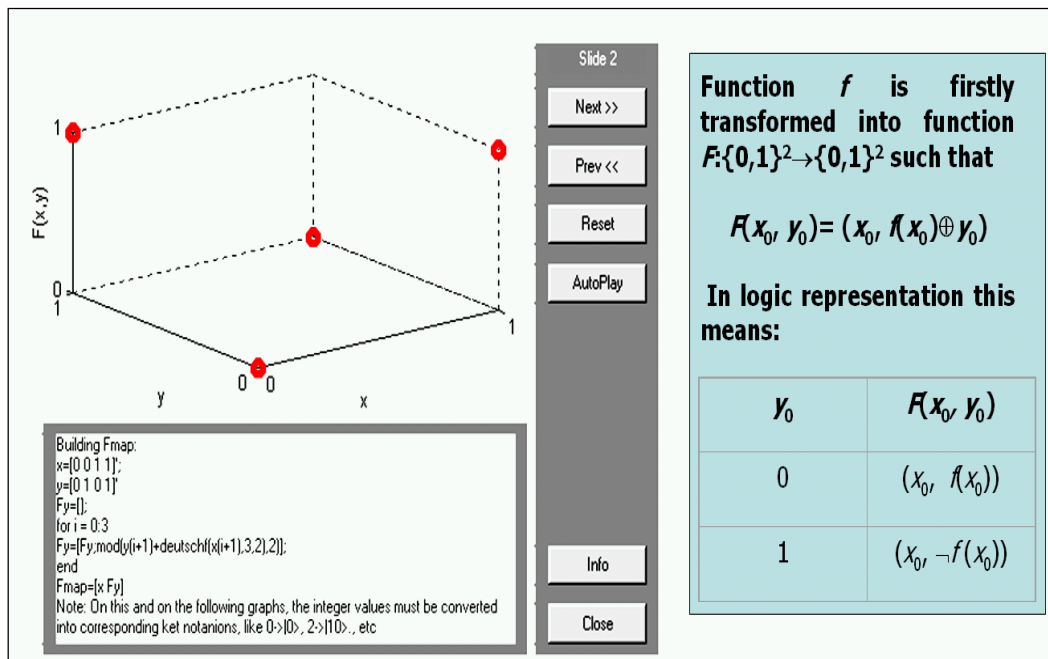 1
F(x,y)
0
1
1
0 0
y
x
Building Fmap:
x=[0 0 1 1]';
y=[0 1 0 1]'
Fy=[];
for i = 0:3
Fy=[Fy;mod(y(i+1)+deutschf(x(i+1),3,2),2)];
end
Fmap=[x Fy]
Note: On this and on the following graphs, the integer values must be converted
into corresponding ket notanions, like 0->|0>, 2->|10>., etc
Slide 2
Next >>
Prev <<
Reset
AutoPlay
Info
Close
Function f is firstly
transformed into function
F:{0,1}²→{0,1}² such that
F(x₀, y₀)= (x₀, f(x₀)⊕y₀)
In logic representation this
means:
y₀ F(x₀, y₀)
0 (x₀, f(x₀))
1 (x₀, ¬f(x₀))